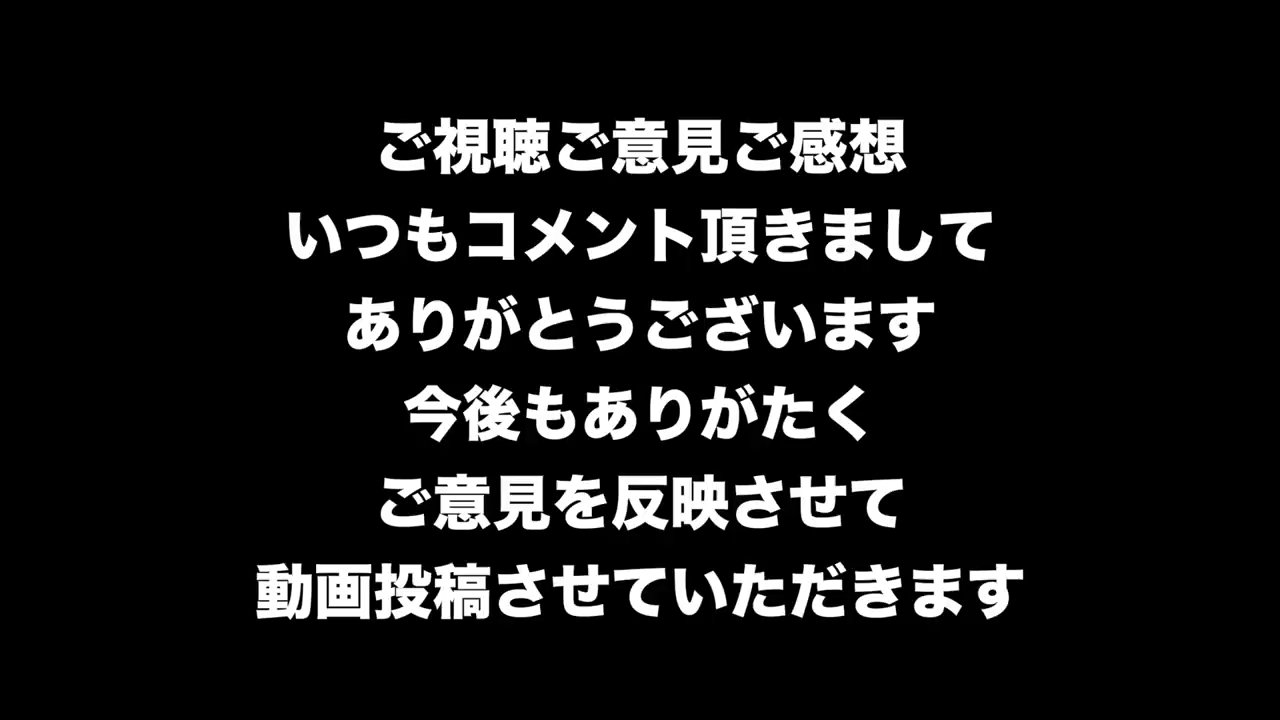 ご視聴ご意見ご感想
いつもコメント頂きまして
ありがとうございます
今後もありがたく
ご意見を反映させて
動画投稿させていただきます